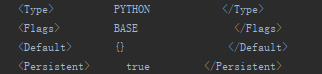 <Type> PYTHON </Type>
<Flags> BASE </Flags>
<Default> {} </Default>
<Persistent> true </Persistent>